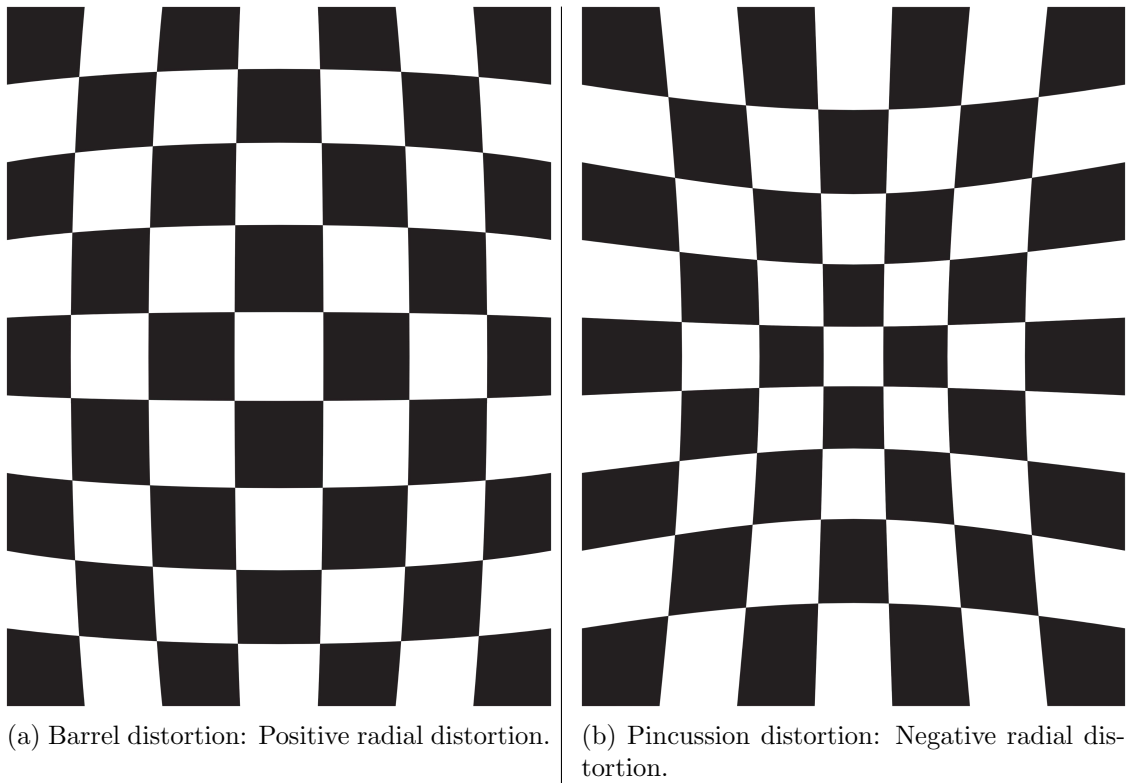 (a) Barrel distortion: Positive radial distortion.
(b) Pincussion distortion: Negative radial dis-
tortion.